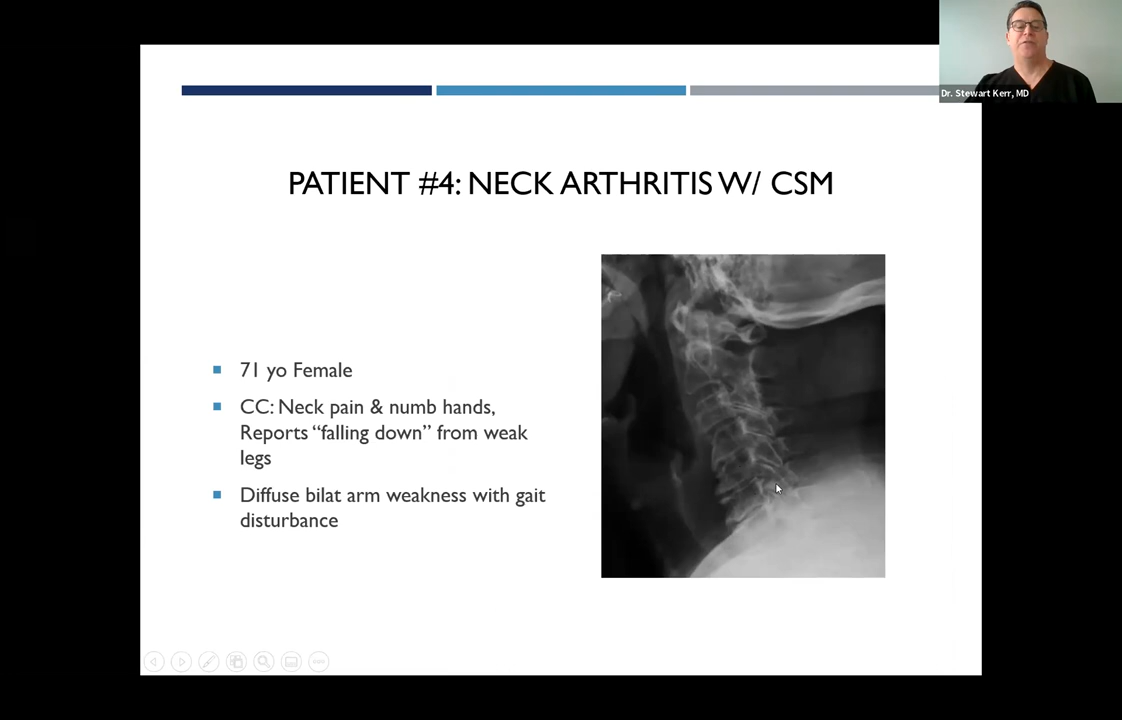 Dr. Stewart Kerr, MD
PATIENT #4: NECK ARTHRITIS W/ CSM
71 yo Female
CC: Neck pain & numb hands,
Reports “falling down” from weak
legs
Diffuse bilat arm weakness with gait
disturbance